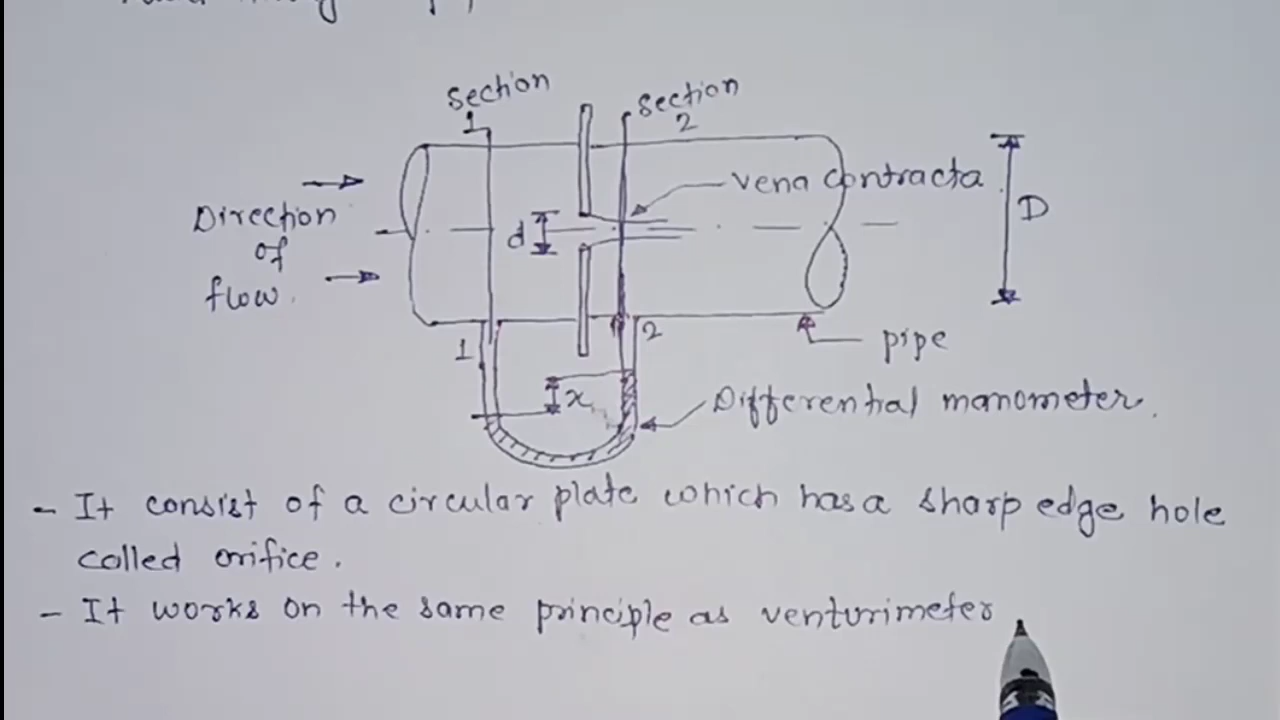 Section
1
Section
2
Vena contracta
Direction
of
flow.
d
D
1
2
pipe
x
Differential manometer.
- It consist of a circular plate which has a sharp edge hole
called orifice.
- It works on the same principle as venturimeter